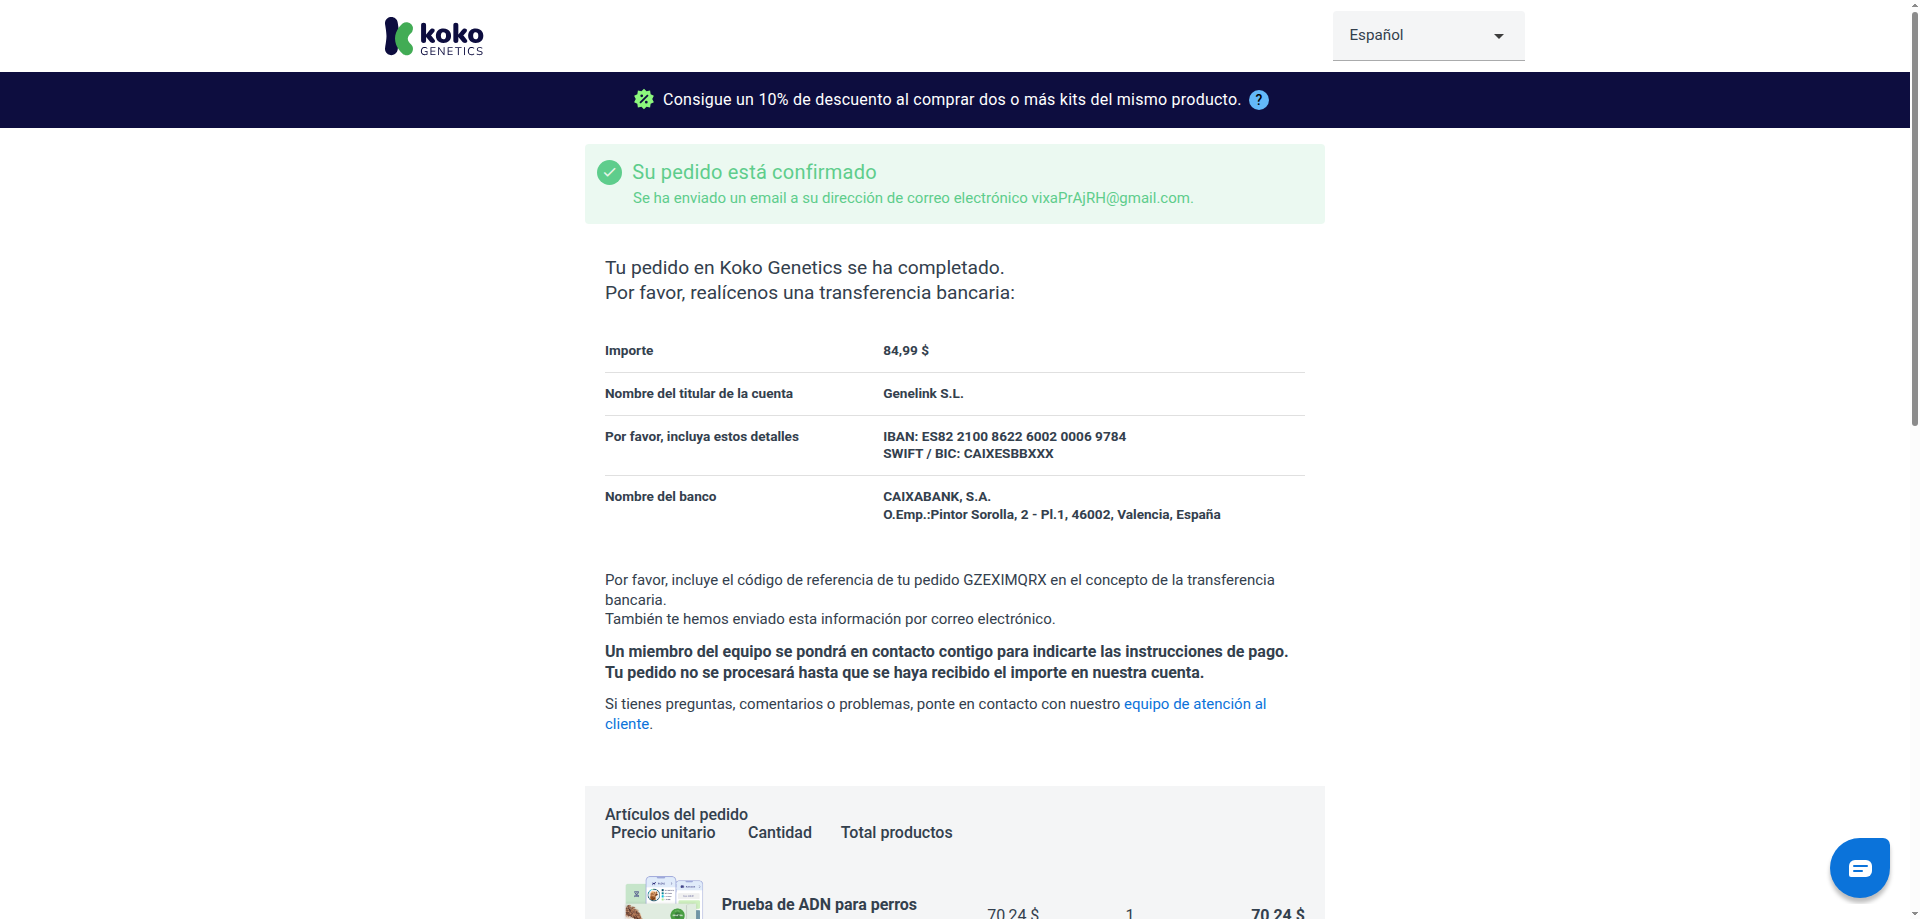 koko
GENETICS
Español
Consigue un 10% de descuento al comprar dos o más kits del mismo producto. ?
Su pedido está confirmado
Se ha enviado un email a su dirección de correo electrónico vixaPrAjRH@gmail.com.
Tu pedido en Koko Genetics se ha completado.
Por favor, realícenos una transferencia bancaria:
Importe 84,99 $
Nombre del titular de la cuenta Genelink S.L.
Por favor, incluya estos detalles IBAN: ES82 2100 8622 6002 0006 9784
SWIFT / BIC: CAIXESBBXXX
Nombre del banco CAIXABANK, S.A.
O.Emp.:Pintor Sorolla, 2 - Pl.1, 46002, Valencia, España
Por favor, incluye el código de referencia de tu pedido GZEXIMQRX en el concepto de la transferencia
bancaria.
También te hemos enviado esta información por correo electrónico.
Un miembro del equipo se pondrá en contacto contigo para indicarte las instrucciones de pago.
Tu pedido no se procesará hasta que se haya recibido el importe en nuestra cuenta.
Si tienes preguntas, comentarios o problemas, ponte en contacto con nuestro equipo de atención al
cliente.
Artículos del pedido
Precio unitario Cantidad Total productos
Prueba de ADN para perros
70,24 $ 1 70,24 $